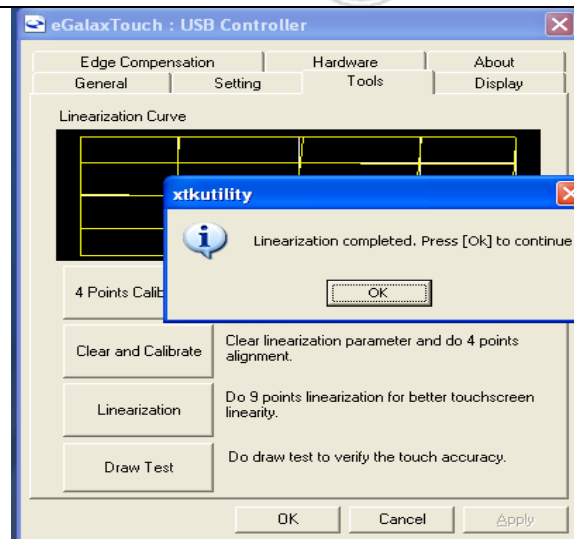 eGalaxTouch : USB Controller
Edge Compensation Hardware About
General Setting Tools Display
Linearization Curve
xtkutility
Linearization completed. Press [Ok] to continue
OK
4 Points
Clear and Calibrate
Clear linearization parameter and do 4 points
alignment.
Linearization
Do 9 points linearization for better touchscreen
linearity.
Draw Test
Do draw test to verify the touch accuracy.
OK Cancel Apply